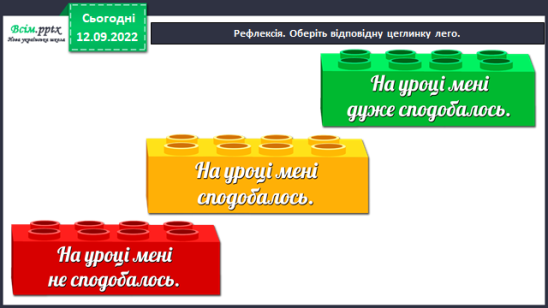 Всім.pptx
Нова українська школа
Сьогодні
12.09.2022
Рефлексія. Оберіть відповідну цеглинку лего.
На уроці мені
дуже сподобалось.
На уроці мені
сподобалось.
На уроці мені
не сподобалось.